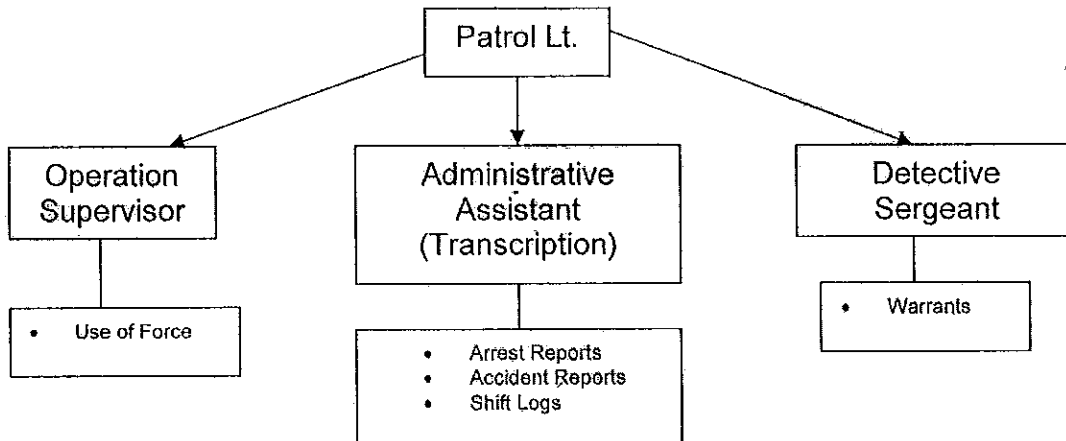 Patrol Lt.
Operation
Supervisor
Administrative
Assistant
(Transcription)
Detective
Sergeant
• Use of Force
• Arrest Reports
• Accident Reports
• Shift Logs
• Warrants